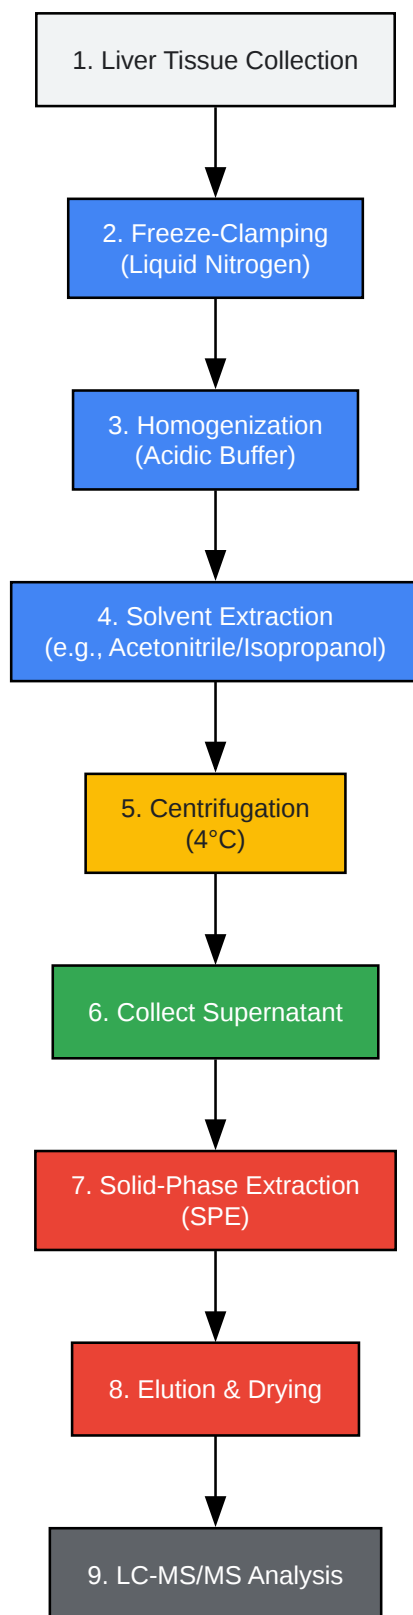 1. Liver Tissue Collection
2. Freeze-Clamping
(Liquid Nitrogen)
3. Homogenization
(Acidic Buffer)
4. Solvent Extraction
(e.g., Acetonitrile/Isopropanol)
5. Centrifugation
(4°C)
6. Collect Supernatant
7. Solid-Phase Extraction
(SPE)
8. Elution & Drying
9. LC-MS/MS Analysis